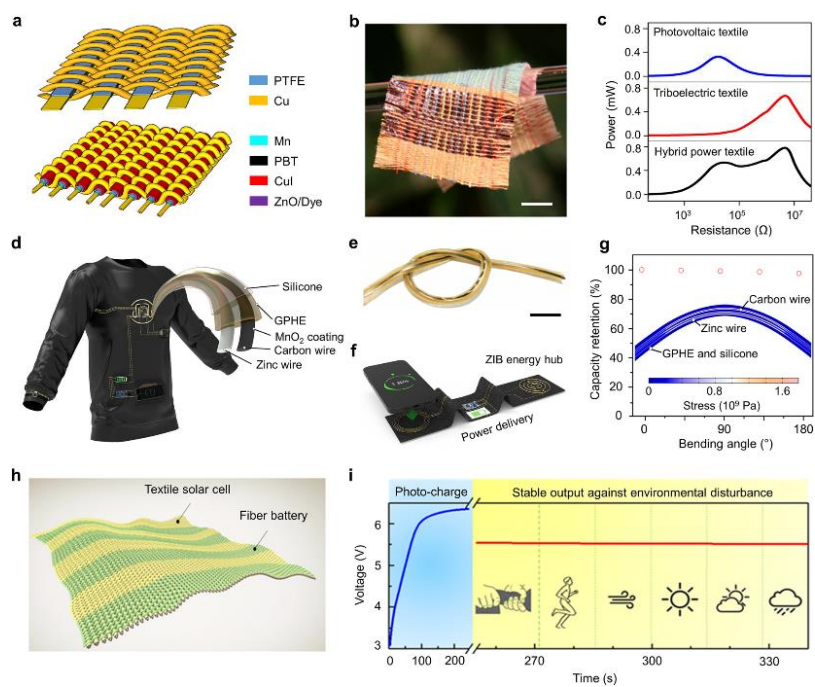 a
PTFE
Cu
Mn
PBT
CuI
ZnO/Dye
b
c
Photovoltaic textile
Triboelectric textile
Hybrid power textile
Power (mW)
0.8
0.4
0.0
0.8
0.4
0.0
0.8
0.4
0.0
10³
10⁵
10⁷
Resistance (Ω)
d
Silicone
GPHE
MnO₂ coating
Carbon wire
Zinc wire
e
f
ZIB energy hub
Power delivery
g
Capacity retention (%)
100
80
60
40
20
0
Carbon wire
Zinc wire
GPHE and silicone
0
0.8
1.6
Stress (10⁹ Pa)
0
90
180
Bending angle (°)
h
Textile solar cell
Fiber battery
i
Photo-charge
Stable output against environmental disturbance
Voltage (V)
6
5
4
3
0
100
200
270
300
330
Time (s)